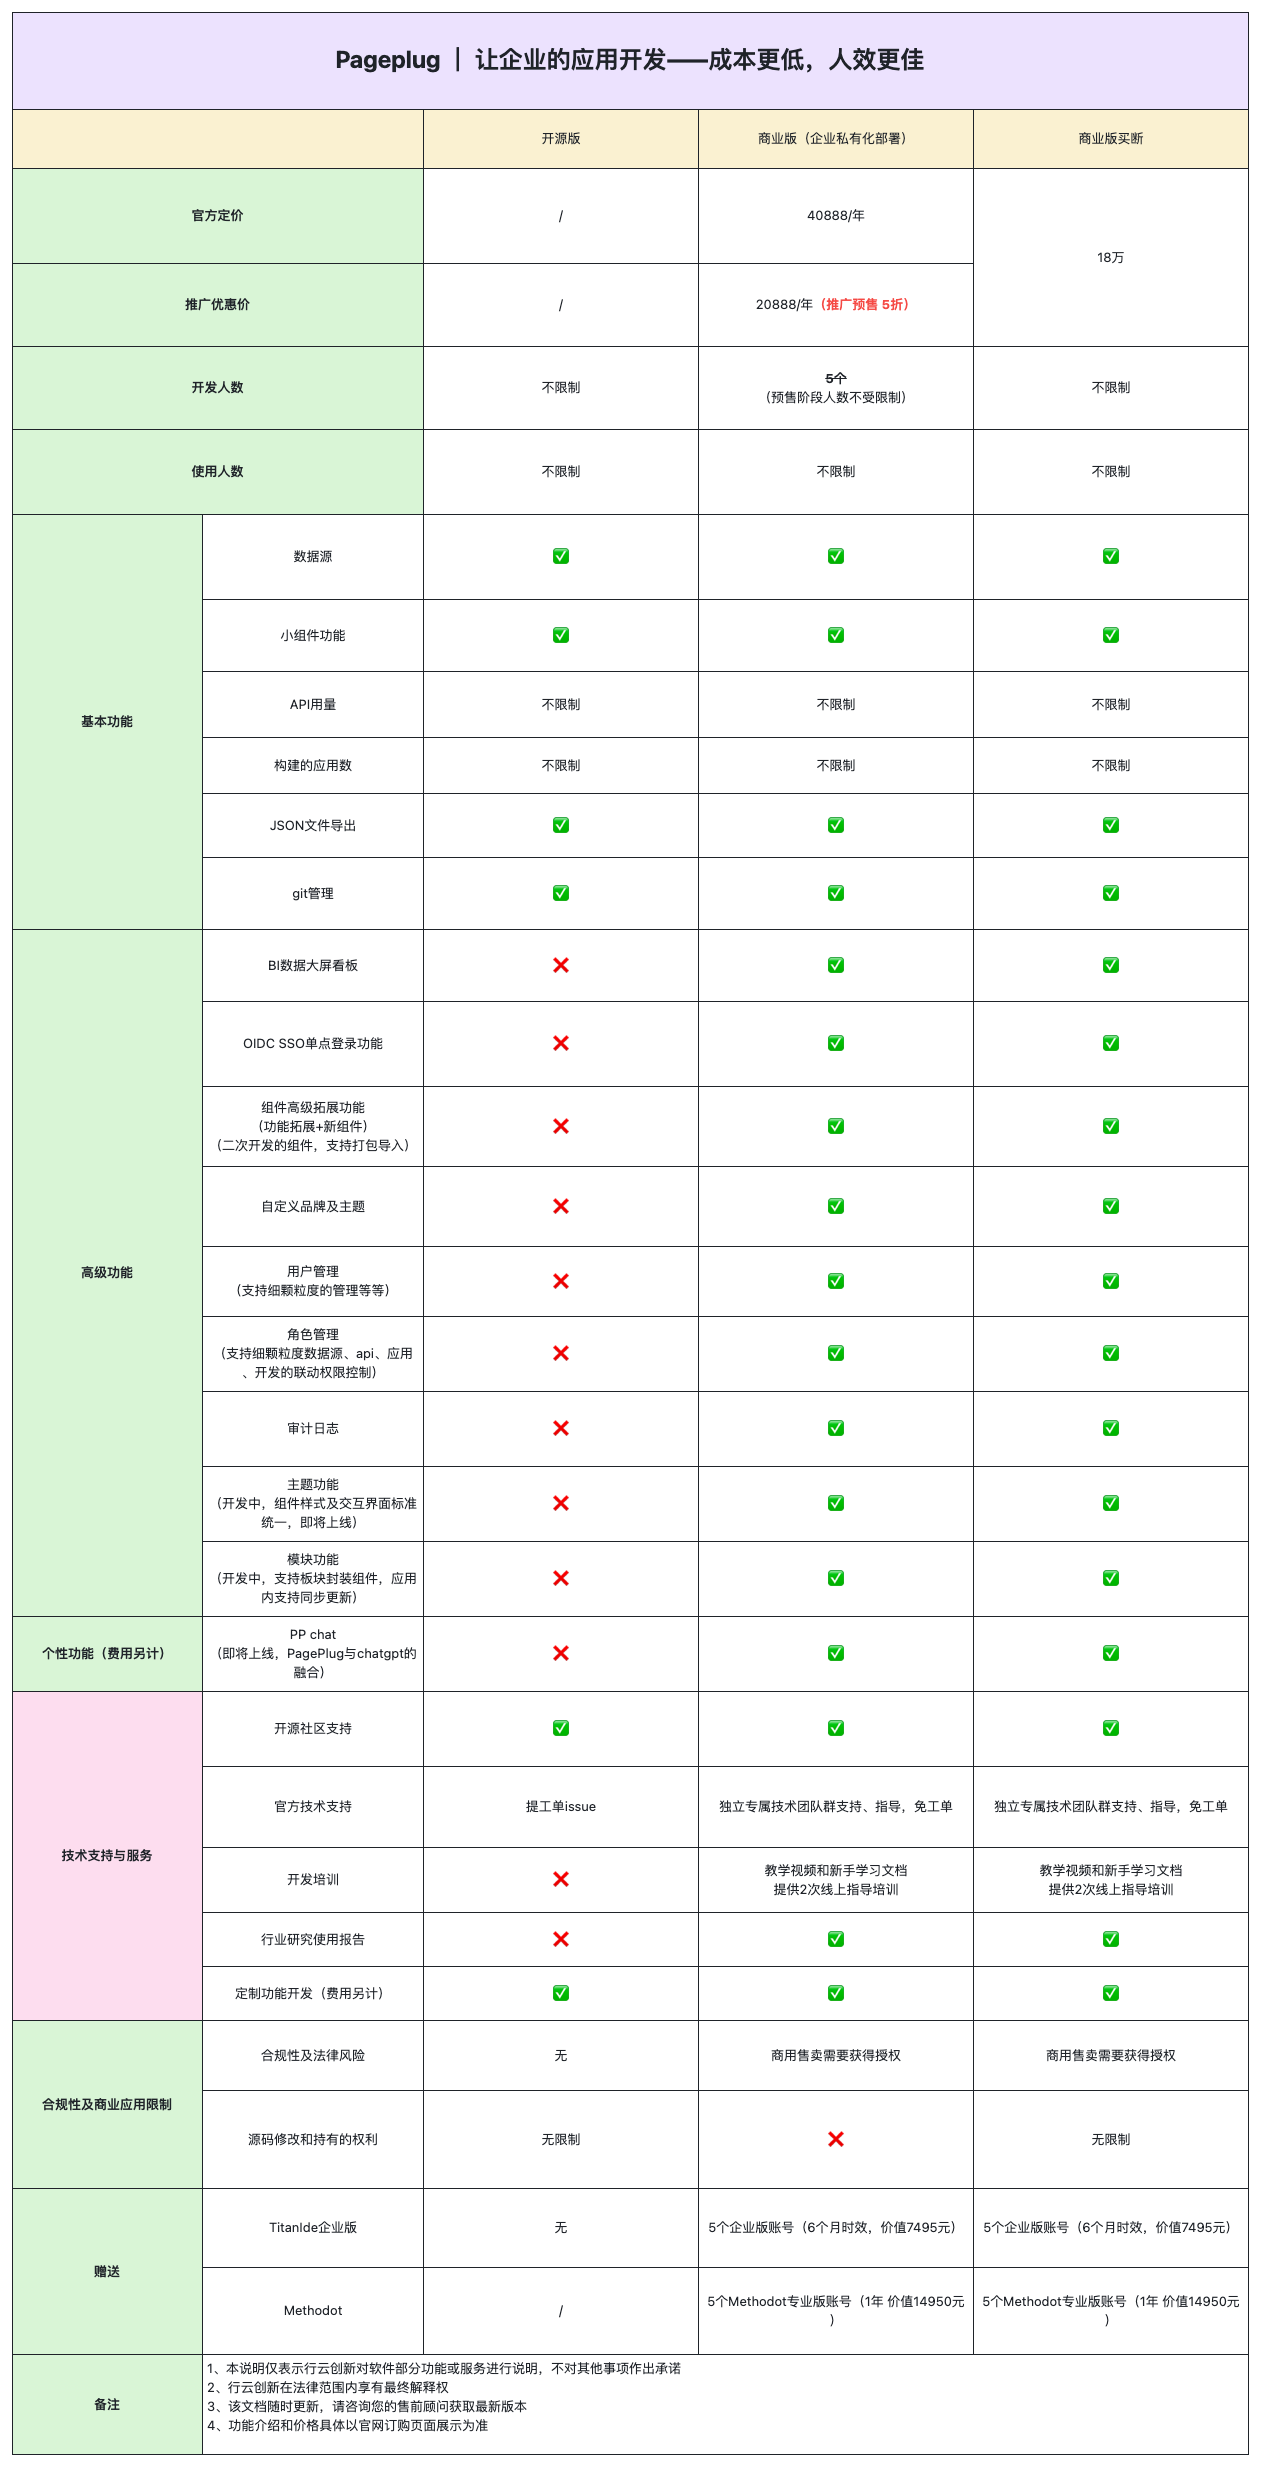 Pageplug ｜ 让企业的应用开发——成本更低，人效更佳
开源版
商业版（企业私有化部署）
商业版买断
官方定价
/
40888/年
18万
推广优惠价
/
20888/年（推广预售 5折）
开发人数
不限制
5个
（预售阶段人数不受限制）
不限制
使用人数
不限制
不限制
不限制
基本功能
数据源
✅
✅
✅
小组件功能
✅
✅
✅
API用量
不限制
不限制
不限制
构建的应用数
不限制
不限制
不限制
JSON文件导出
✅
✅
✅
git管理
✅
✅
✅
高级功能
BI数据大屏看板
❌
✅
✅
OIDC SSO单点登录功能
❌
✅
✅
组件高级拓展功能
（功能拓展+新组件）
（二次开发的组件，支持打包导入）
❌
✅
✅
自定义品牌及主题
❌
✅
✅
用户管理
（支持细颗粒度的管理等等）
❌
✅
✅
角色管理
（支持细颗粒度数据源、api、应用
、开发的联动权限控制）
❌
✅
✅
审计日志
❌
✅
✅
主题功能
（开发中，组件样式及交互界面标准
统一，即将上线）
❌
✅
✅
模块功能
（开发中，支持板块封装组件，应用
内支持同步更新）
❌
✅
✅
个性功能（费用另计）
PP chat
（即将上线，PagePlug与chatgpt的
融合）
❌
✅
✅
技术支持与服务
开源社区支持
✅
✅
✅
官方技术支持
提工单issue
独立专属技术团队群支持、指导，免工单
独立专属技术团队群支持、指导，免工单
开发培训
❌
教学视频和新手学习文档
提供2次线上指导培训
教学视频和新手学习文档
提供2次线上指导培训
行业研究使用报告
❌
✅
✅
定制功能开发（费用另计）
✅
✅
✅
合规性及商业应用限制
合规性及法律风险
无
商用售卖需要获得授权
商用售卖需要获得授权
源码修改和持有的权利
无限制
❌
无限制
赠送
TitanIde企业版
无
5个企业版账号（6个月时效，价值7495元）
5个企业版账号（6个月时效，价值7495元）
Methodot
/
5个Methodot专业版账号（1年 价值14950元
）
5个Methodot专业版账号（1年 价值14950元
）
备注
1、本说明仅表示行云创新对软件部分功能或服务进行说明，不对其他事项作出承诺
2、行云创新在法律范围内享有最终解释权
3、该文档随时更新，请咨询您的售前顾问获取最新版本
4、功能介绍和价格具体以官网订购页面展示为准